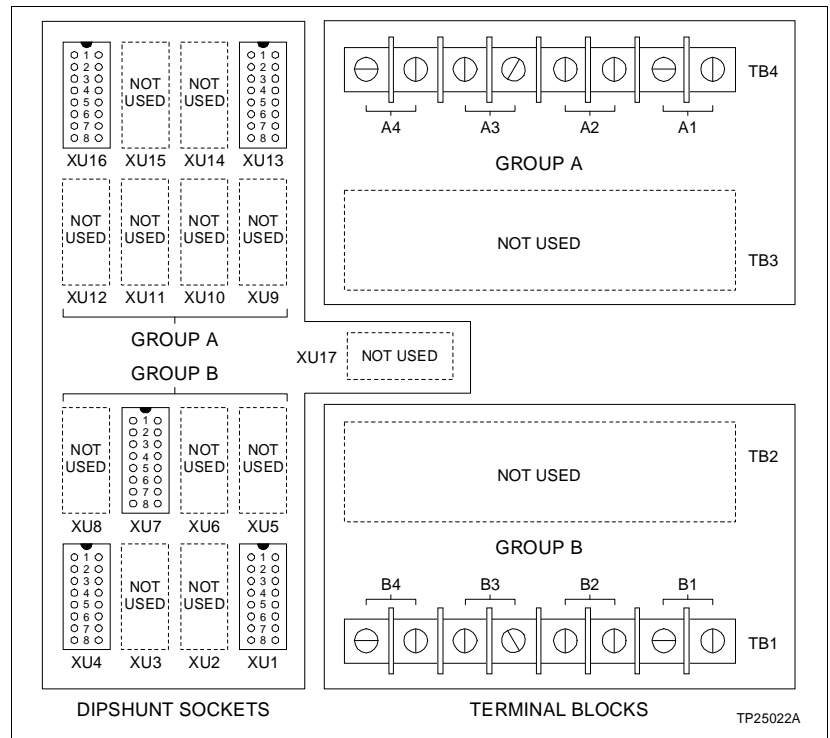 1
2
3
4
5
6
7
8
XU16
NOT
USED
XU15
NOT
USED
XU14
1
2
3
4
5
6
7
8
XU13
NOT
USED
XU12
NOT
USED
XU11
NOT
USED
XU10
NOT
USED
XU9
GROUP A
GROUP B
NOT
USED
XU8
1
2
3
4
5
6
7
8
XU7
NOT
USED
XU6
NOT
USED
XU5
1
2
3
4
5
6
7
8
XU4
NOT
USED
XU3
NOT
USED
XU2
1
2
3
4
5
6
7
8
XU1
DIPSHUNT SOCKETS
XU17
NOT USED
TB4
A4
A3
A2
A1
GROUP A
NOT USED
TB3
NOT USED
TB2
GROUP B
B4
B3
B2
B1
TB1
TERMINAL BLOCKS
TP25022A